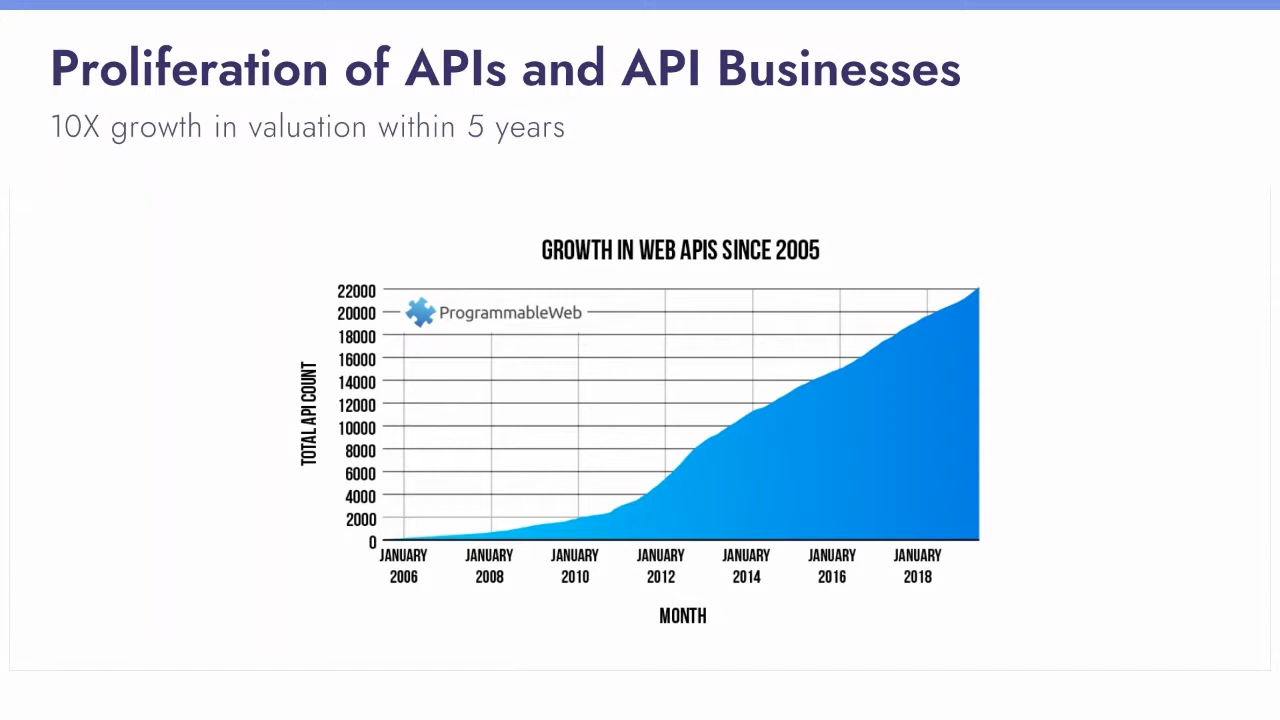 Proliferation of APIs and API Businesses
10X growth in valuation within 5 years
GROWTH IN WEB APIS SINCE 2005
ProgrammableWeb
TOTAL API COUNT
22000
20000
18000
16000
14000
12000
10000
8000
6000
4000
2000
0
JANUARY JANUARY JANUARY JANUARY JANUARY JANUARY JANUARY
2006 2008 2010 2012 2014 2016 2018
MONTH